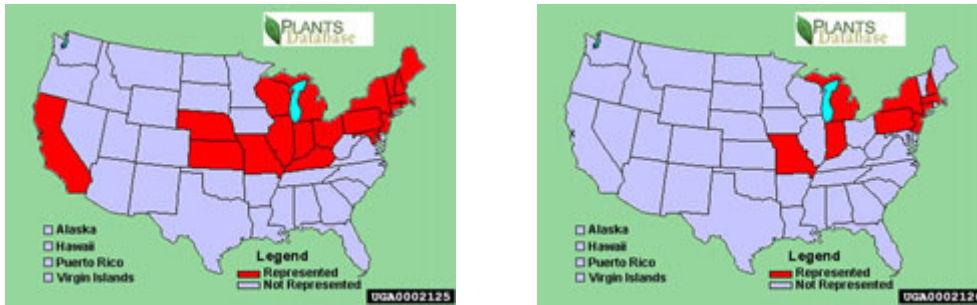 PLANTS
Database
Alaska
Hawaii
Puerto Rico
Virgin Islands
Legend
Represented
Not Represented
UGA0002125
PLANTS
Database
Alaska
Hawaii
Puerto Rico
Virgin Islands
Legend
Represented
Not Represented